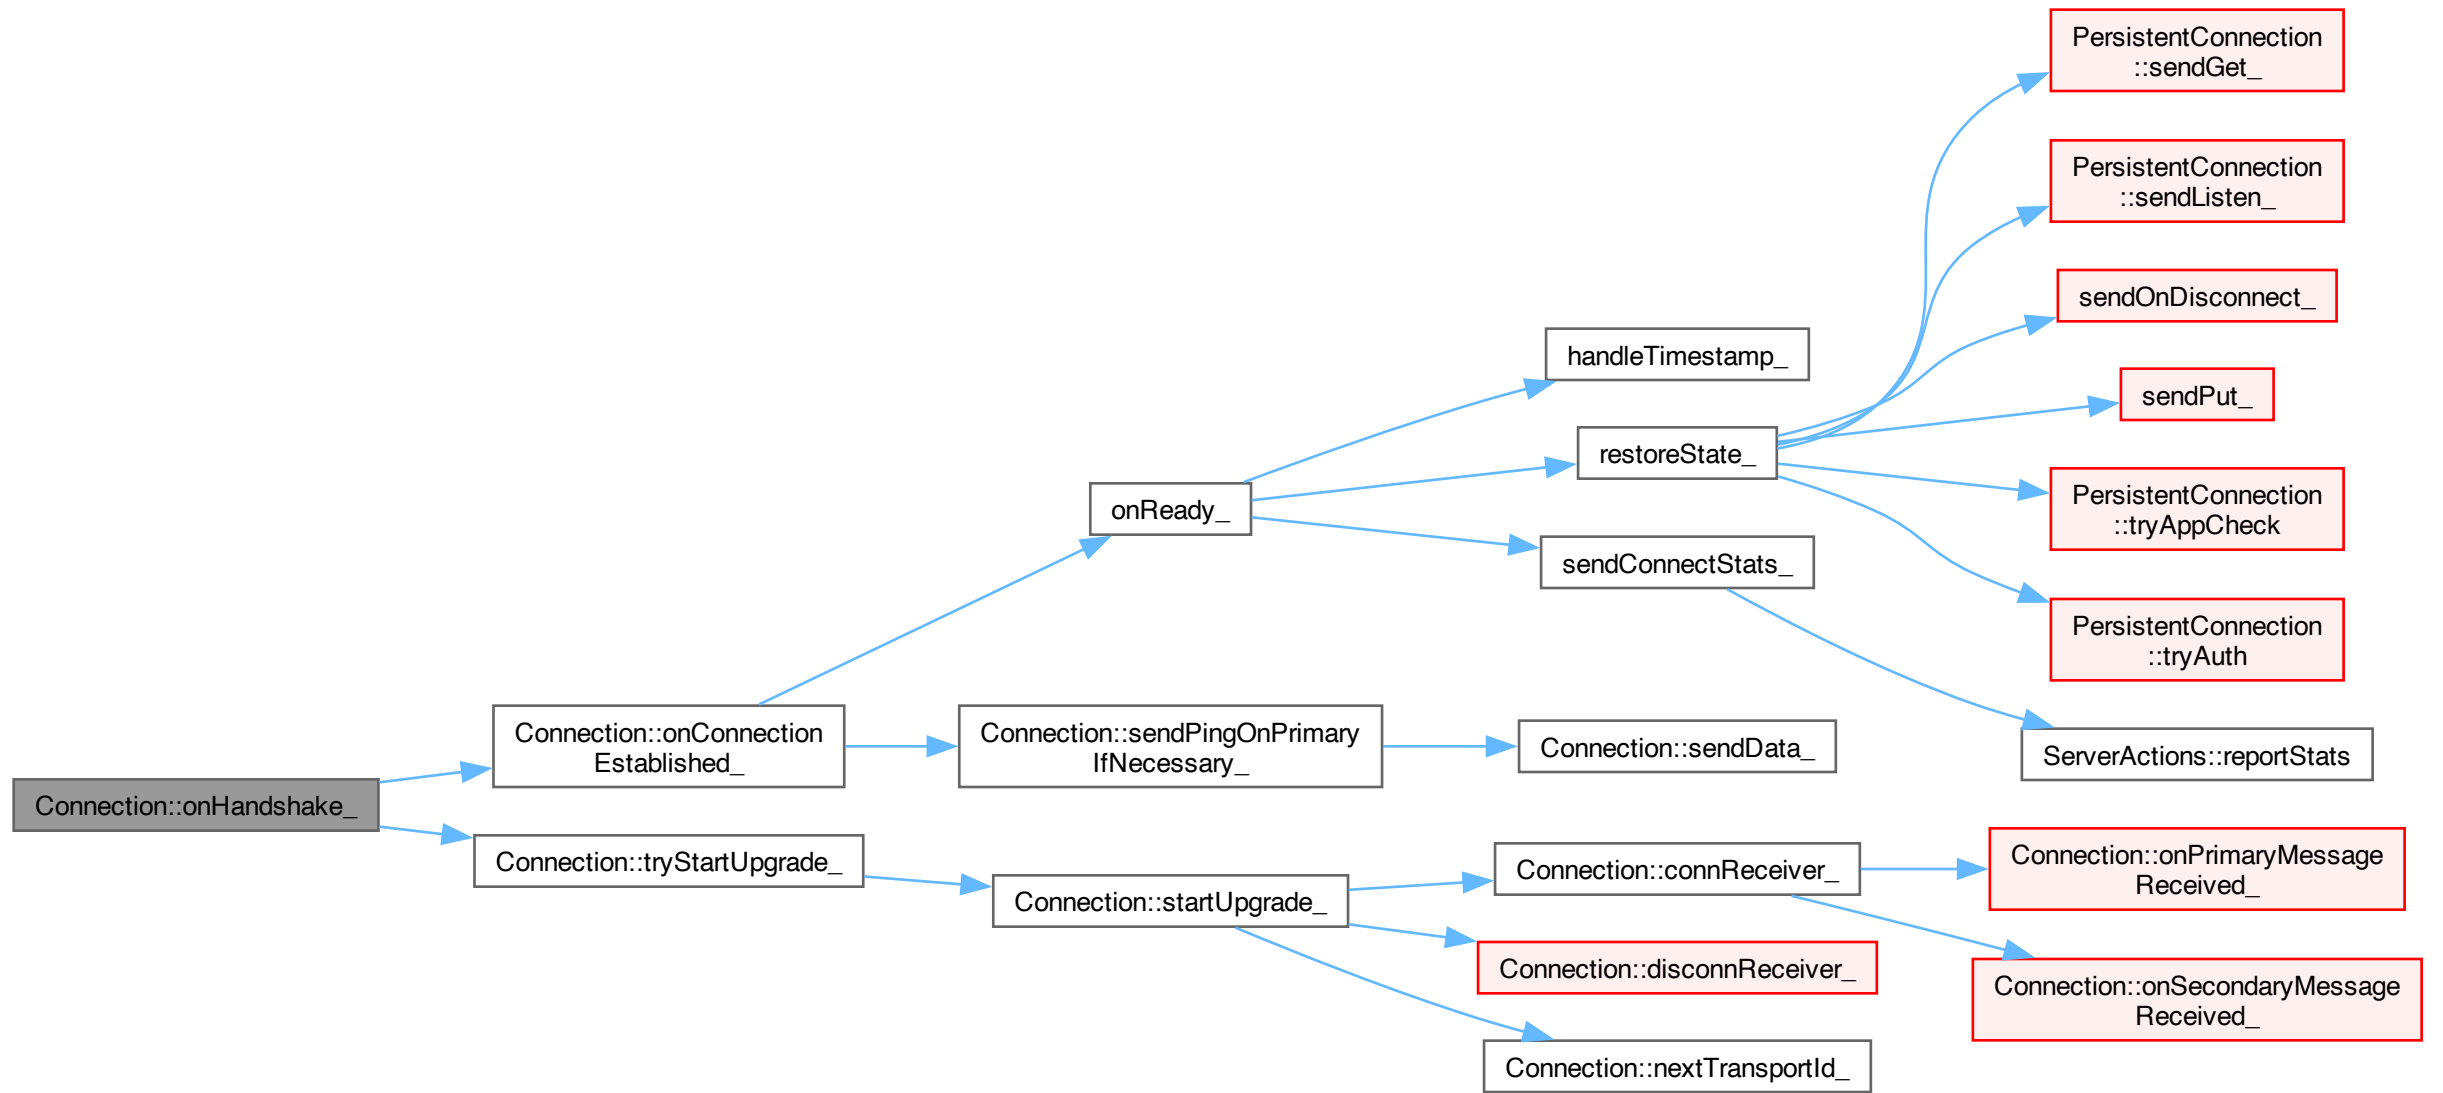 Connection::onHandshake_
Connection::onConnection
Established_
onReady_
handleTimestamp_
restoreState_
PersistentConnection
::sendGet_
PersistentConnection
::sendListen_
sendOnDisconnect_
sendPut_
PersistentConnection
::tryAppCheck
PersistentConnection
::tryAuth
sendConnectStats_
ServerActions::reportStats
Connection::sendPingOnPrimary
IfNecessary_
Connection::sendData_
Connection::tryStartUpgrade_
Connection::startUpgrade_
Connection::connReceiver_
Connection::onPrimaryMessage
Received_
Connection::onSecondaryMessage
Received_
Connection::disconnReceiver_
Connection::nextTransportId_